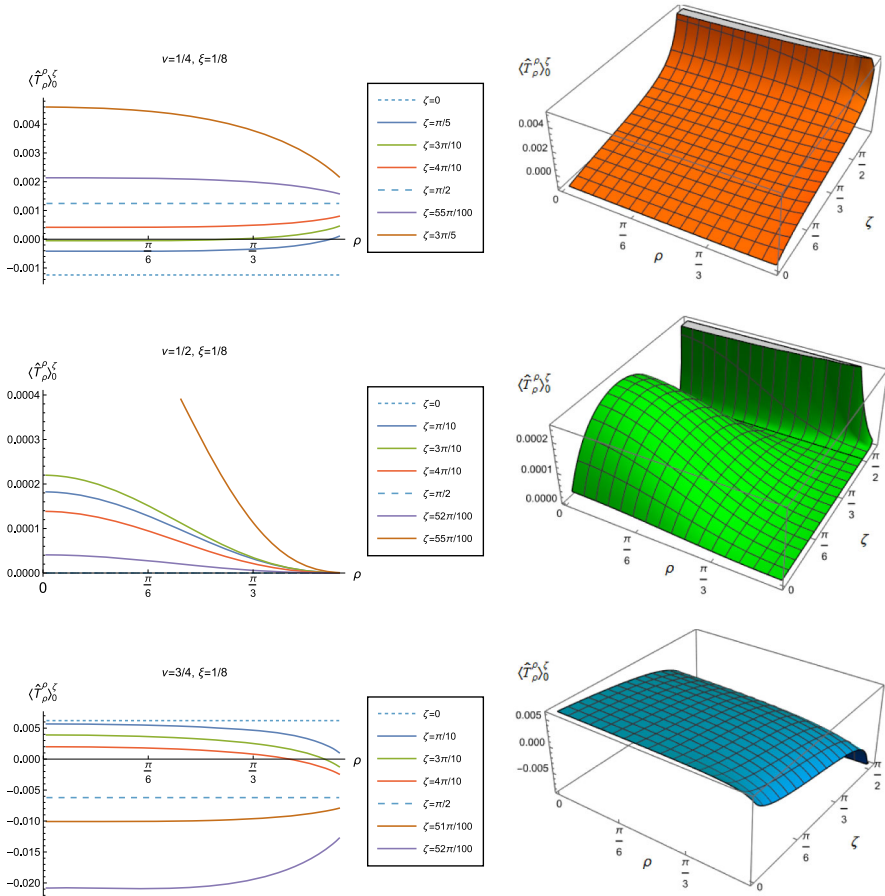 ν=1/4, ξ=1/8
⟨T̂ρρ⟩0ζ
0.004
0.003
0.002
0.001
0.000
−0.001
π/6
π/3
ρ
ζ=0
ζ=π/5
ζ=3π/10
ζ=4π/10
ζ=π/2
ζ=55π/100
ζ=3π/5
⟨T̂ρρ⟩0ζ
0.004
0.002
0.000
0
π/6
π/3
ρ
0
π/6
π/3
π/2
ζ
ν=1/2, ξ=1/8
⟨T̂ρρ⟩0ζ
0.0004
0.0003
0.0002
0.0001
0.0000
0
π/6
π/3
ρ
ζ=0
ζ=π/10
ζ=3π/10
ζ=4π/10
ζ=π/2
ζ=52π/100
ζ=55π/100
⟨T̂ρρ⟩0ζ
0.0002
0.0001
0.0000
0
π/6
π/3
ρ
0
π/6
π/3
π/2
ζ
ν=3/4, ξ=1/8
⟨T̂ρρ⟩0ζ
0.005
0.000
−0.005
−0.010
−0.015
−0.020
π/6
π/3
ρ
ζ=0
ζ=π/10
ζ=3π/10
ζ=4π/10
ζ=π/2
ζ=51π/100
ζ=52π/100
⟨T̂ρρ⟩0ζ
0.005
0.000
−0.005
0
π/6
π/3
ρ
0
π/6
π/3
π/2
ζ